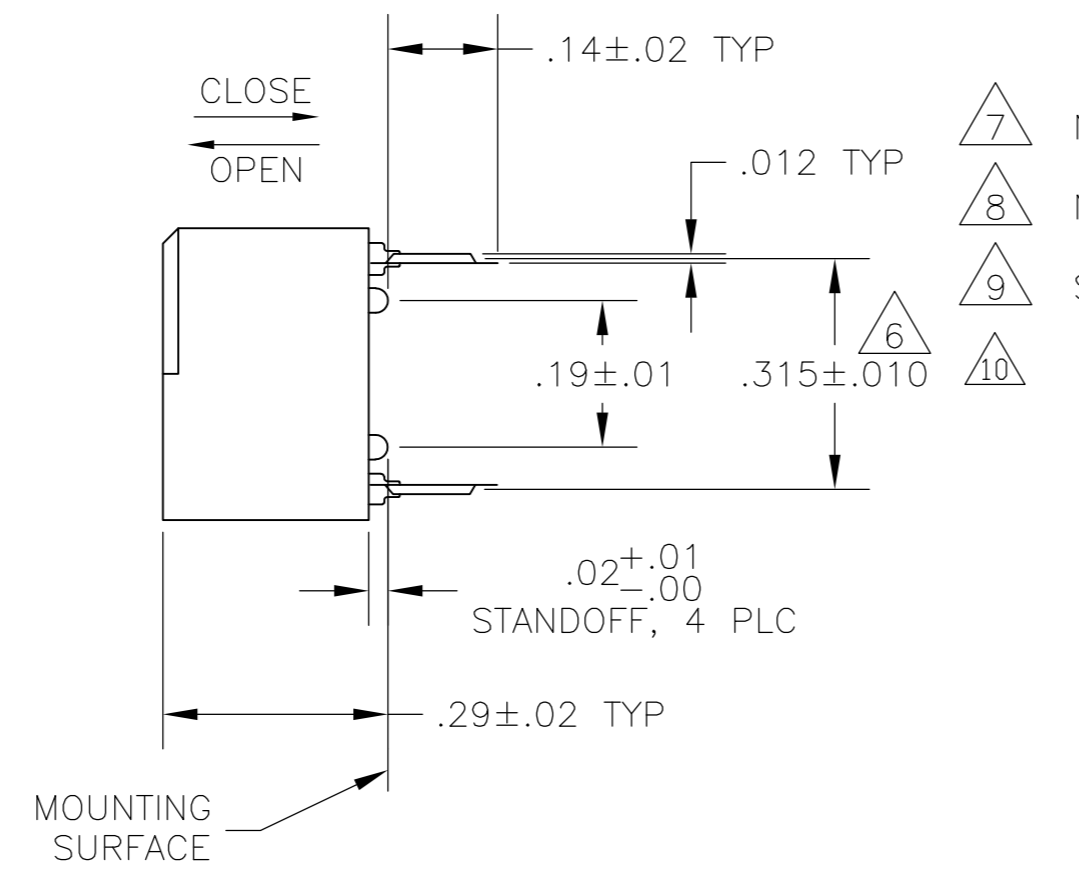 .14±.02 TYP
CLOSE
OPEN
.012 TYP
7
8
9
6
10
.19±.01
.315±.010
.02+.01
-.00
STANDOFF, 4 PLC
.29±.02 TYP
MOUNTING
SURFACE